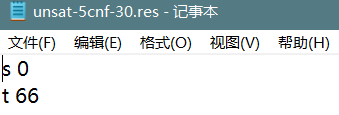 unsat-5cnf-30.res - 记事本
文件(F) 编辑(E) 格式(O) 视图(V) 帮助(H)
s 0
t 66